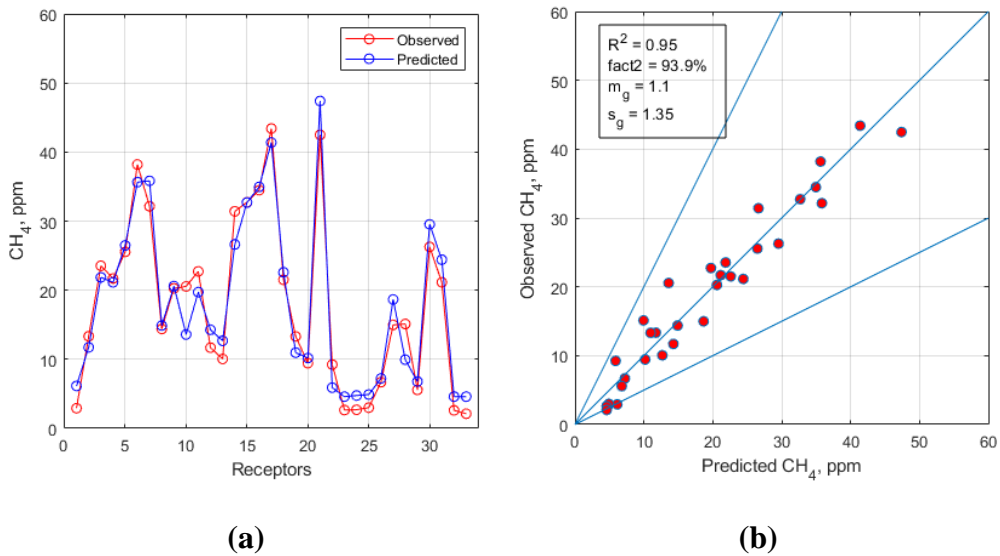 60
50
40
30
20
10
0
CH4, ppm
0 5 10 15 20 25 30
Receptors
Observed
Predicted
(a)
60
50
40
30
20
10
0
Observed CH4, ppm
R2 = 0.95
fact2 = 93.9%
mg = 1.1
sg = 1.35
0 10 20 30 40 50 60
Predicted CH4, ppm
(b)